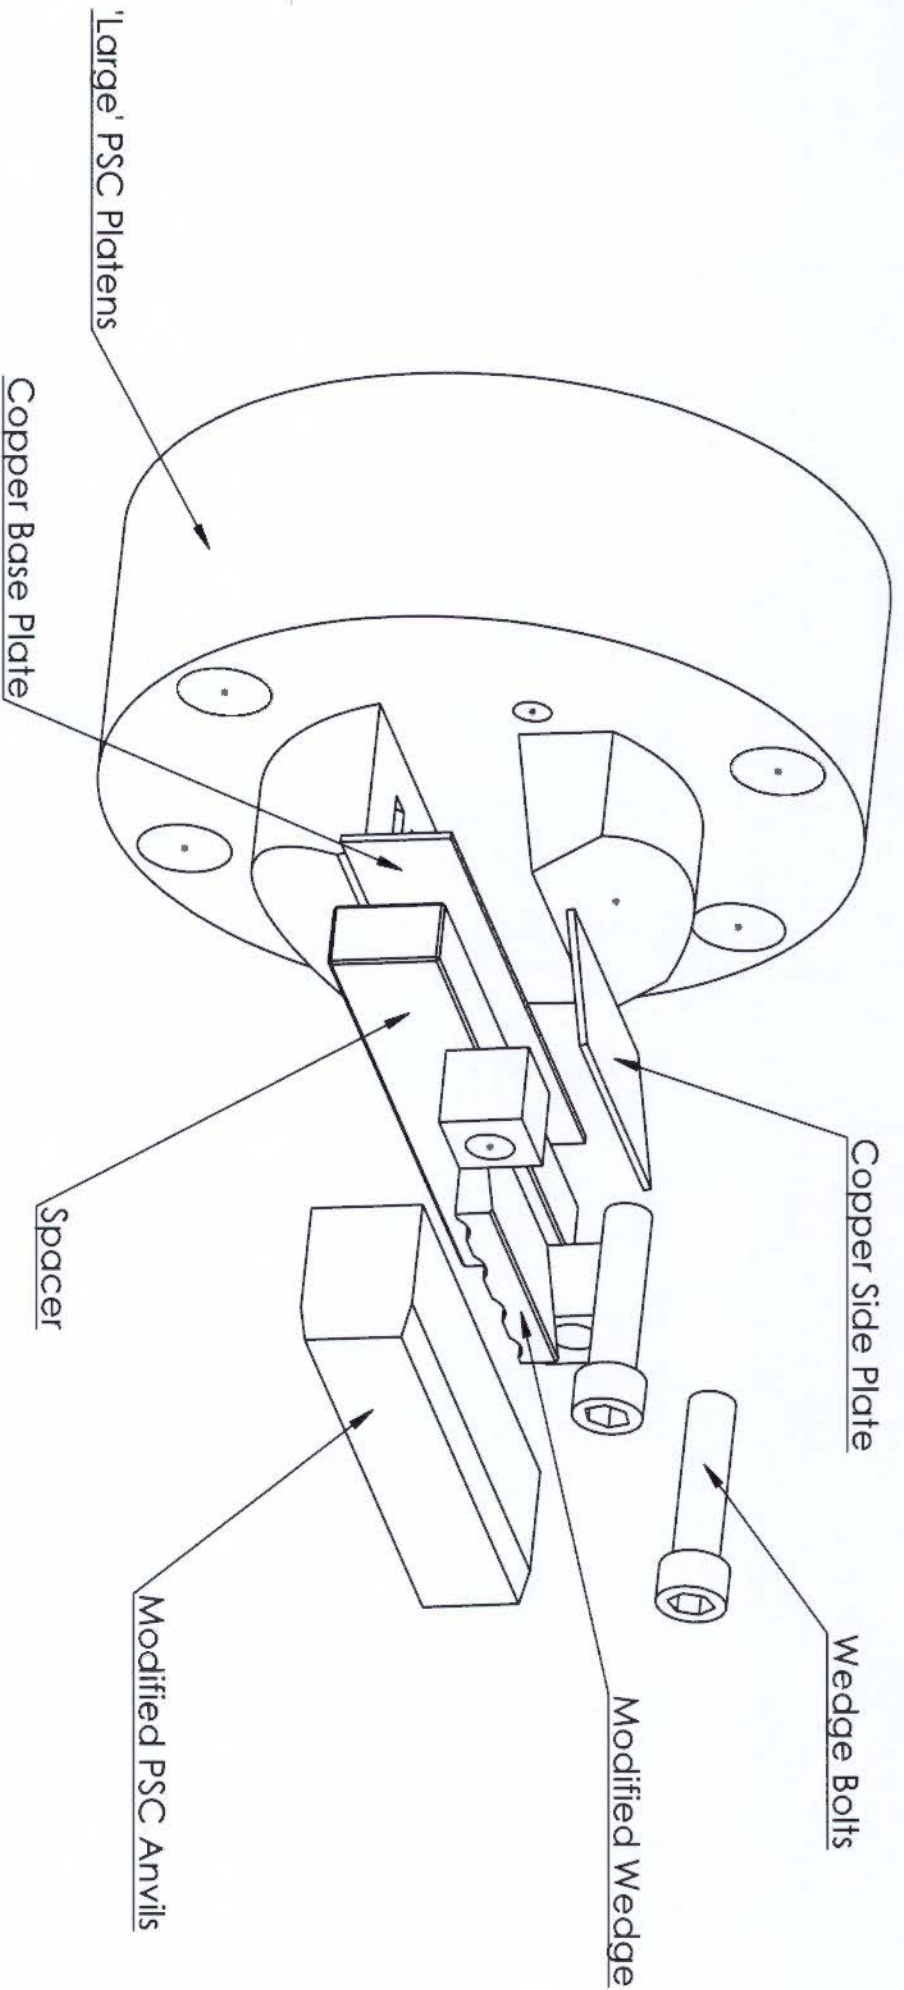 'Large' PSC Platens
Copper Base Plate
Spacer
Modified PSC Anvils
Modified Wedge
Wedge Bolts
Copper Side Plate